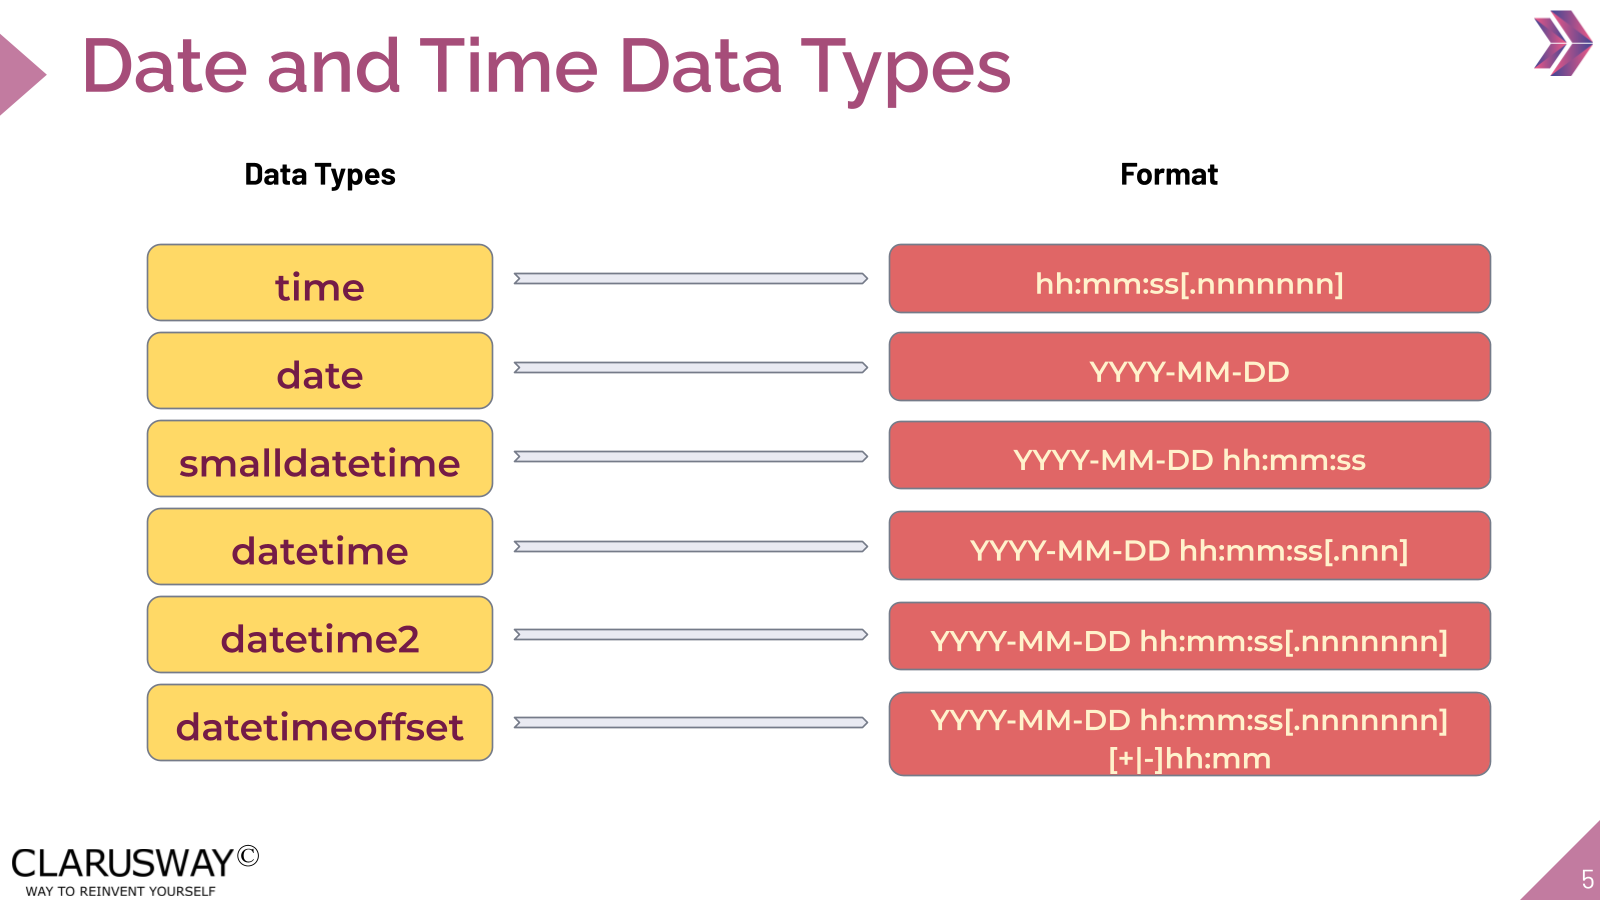 Date and Time Data Types
Data Types
Format
time
hh:mm:ss[.nnnnnnn]
date
YYYY-MM-DD
smalldatetime
YYYY-MM-DD hh:mm:ss
datetime
YYYY-MM-DD hh:mm:ss[.nnn]
datetime2
YYYY-MM-DD hh:mm:ss[.nnnnnnn]
datetimeoffset
YYYY-MM-DD hh:mm:ss[.nnnnnnn]
[+|-]hh:mm
CLARUSWAY©
WAY TO REINVENT YOURSELF
5